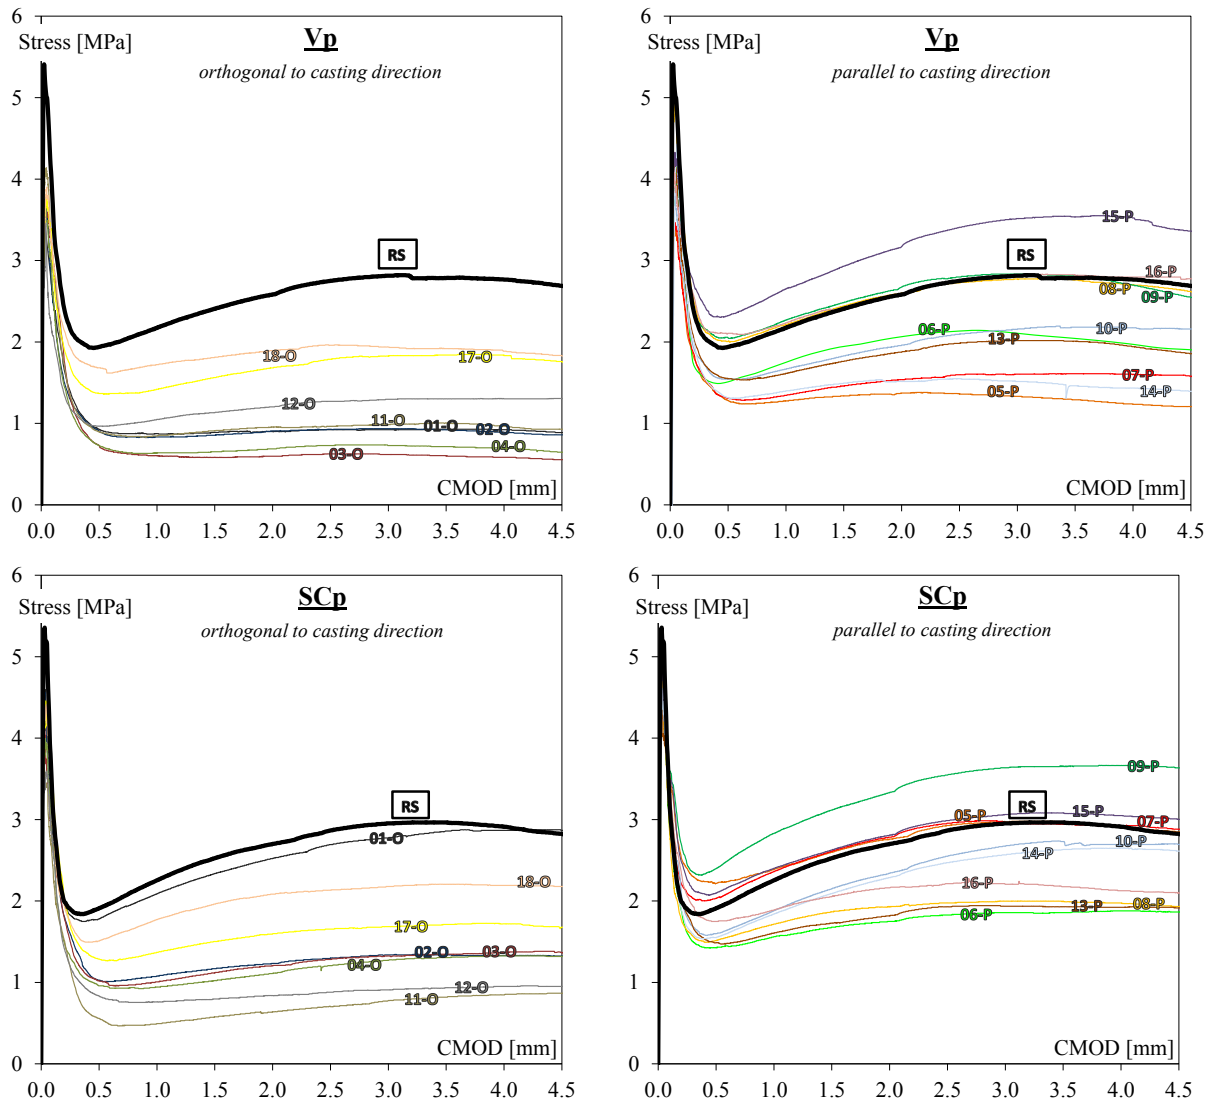 Vp
Stress [MPa]
orthogonal to casting direction
6
5
4
3
2
1
0
RS
18-O
17-O
12-O
11-O
01-O
02-O
04-O
03-O
CMOD [mm]
0.0 0.5 1.0 1.5 2.0 2.5 3.0 3.5 4.0 4.5
Vp
Stress [MPa]
parallel to casting direction
6
5
4
3
2
1
0
15-P
RS
16-P
08-P
09-P
06-P
10-P
13-P
07-P
05-P
14-P
CMOD [mm]
0.0 0.5 1.0 1.5 2.0 2.5 3.0 3.5 4.0 4.5
SCp
Stress [MPa]
orthogonal to casting direction
6
5
4
3
2
1
0
RS
01-O
18-O
17-O
02-O
03-O
04-O
12-O
11-O
CMOD [mm]
0.0 0.5 1.0 1.5 2.0 2.5 3.0 3.5 4.0 4.5
SCp
Stress [MPa]
parallel to casting direction
6
5
4
3
2
1
0
09-P
RS
05-P
15-P
07-P
10-P
14-P
16-P
08-P
13-P
06-P
CMOD [mm]
0.0 0.5 1.0 1.5 2.0 2.5 3.0 3.5 4.0 4.5